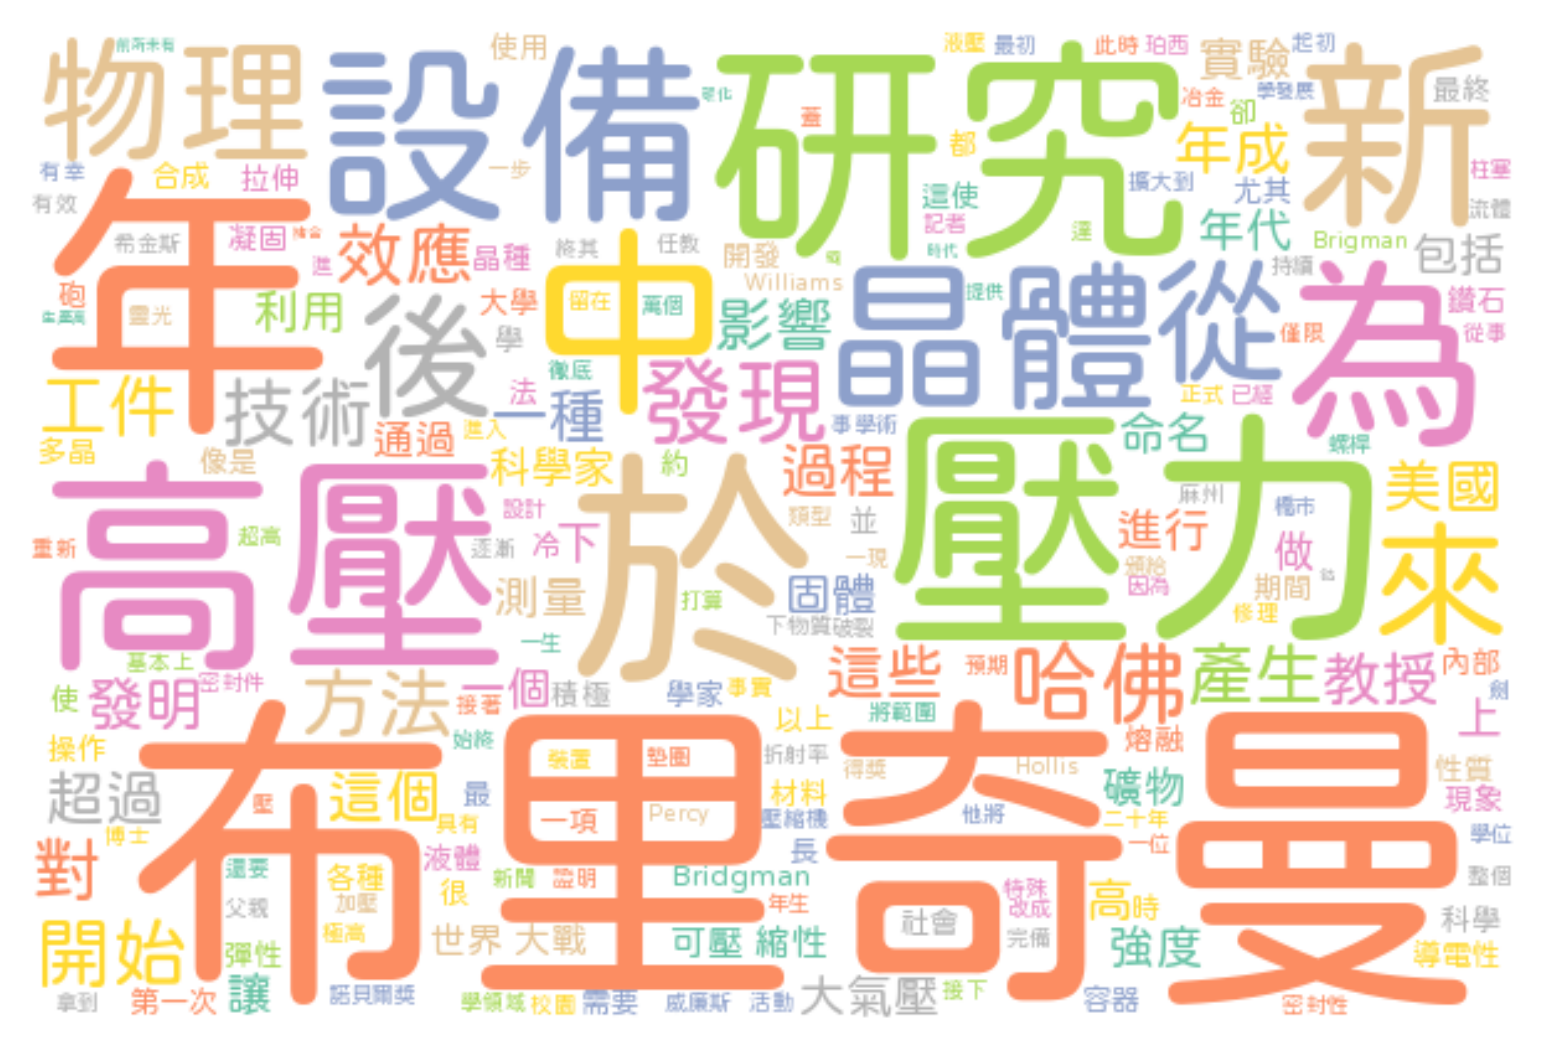 物理
前所未有
設備
使用
研究
硬化
蓋
液壓
最初
此時
珀西
實驗
起初
新
最終
冶金
卻
學發展
都
年成
有幸
合成
拉伸
一步
擴大到
尤其
柱塞
有效
年
這使
記者
達
年代
流體
希金斯
凝固
效應
晶種
終其
任教
開發
時代
Brigman
包括
進
中
Williams
持續
砲
靈光
利用
後
大學
留在
萬個
影響
晶體
提供
從
為
鑽石
學
僅限
從事
工件
技術
法
徹底
一種
發現
正式
已經
多晶
通過
進入
事學術
壓力
命名
螺桿
像是
科學家
約
過程
高壓
於
設計
類型
並
麻州
橋市
美國
重新
超高
逐漸
冷下
進行
做
來
一現
頒給
因為
測量
打算
固體
期間
修理
下物質
破裂
一生
基本上
密封件
使
發明
方法
一個
接著
積極
學家
事實
這些
預期
哈佛
產生
教授
內部
劍
上
將範圍
以上
操作
始終
布里奇曼
裝置
墊圈
折射率
得獎
熔融
Hollis
性質
超過
這個
最
具有
一項
Percy
材料
壓縮機
他將
礦物
二十年
現象
博士
壓
一位
學位
對
還要
各種
液體
很
長
新聞
證明
Bridgman
特殊
改成
高
時
整個
父親
加壓
年生
社會
完備
科學
開始
彈性
極高
世界
大戰
可壓
縮性
強度
導電性
拿到
第一次
讓
諾貝爾獎
學領域
校園
需要
威廉斯
活動
大氣壓
接下
容器
密封性